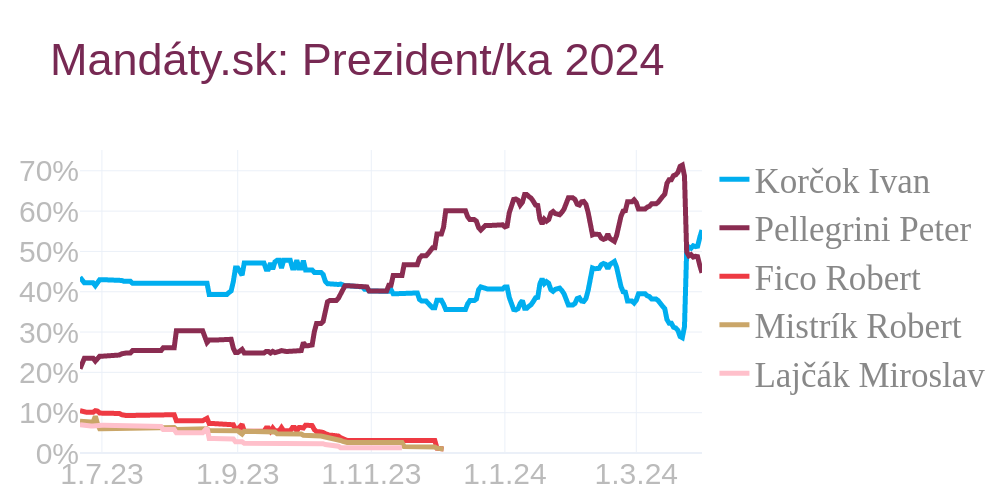 Mandáty.sk: Prezident/ka 2024
70%
60%
50%
40%
30%
20%
10%
0%
1.7.23
1.9.23
1.11.23
1.1.24
1.3.24
Korčok Ivan
Pellegrini Peter
Fico Robert
Mistrík Robert
Lajčák Miroslav